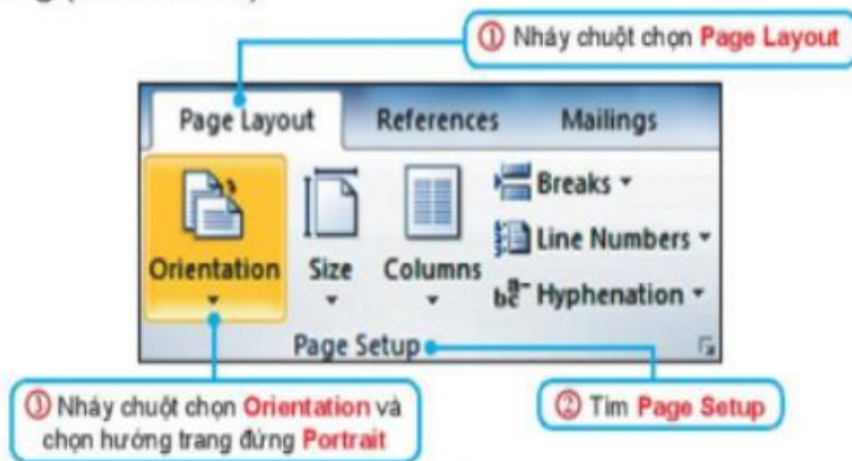 ① Nháy chuột chọn Page Layout
Page Layout References Mailings
Breaks
Line Numbers
Orientation Size Columns
Hyphenation
Page Setup
③ Nháy chuột chọn Orientation và
chọn hướng trang đứng Portrait
② Tìm Page Setup